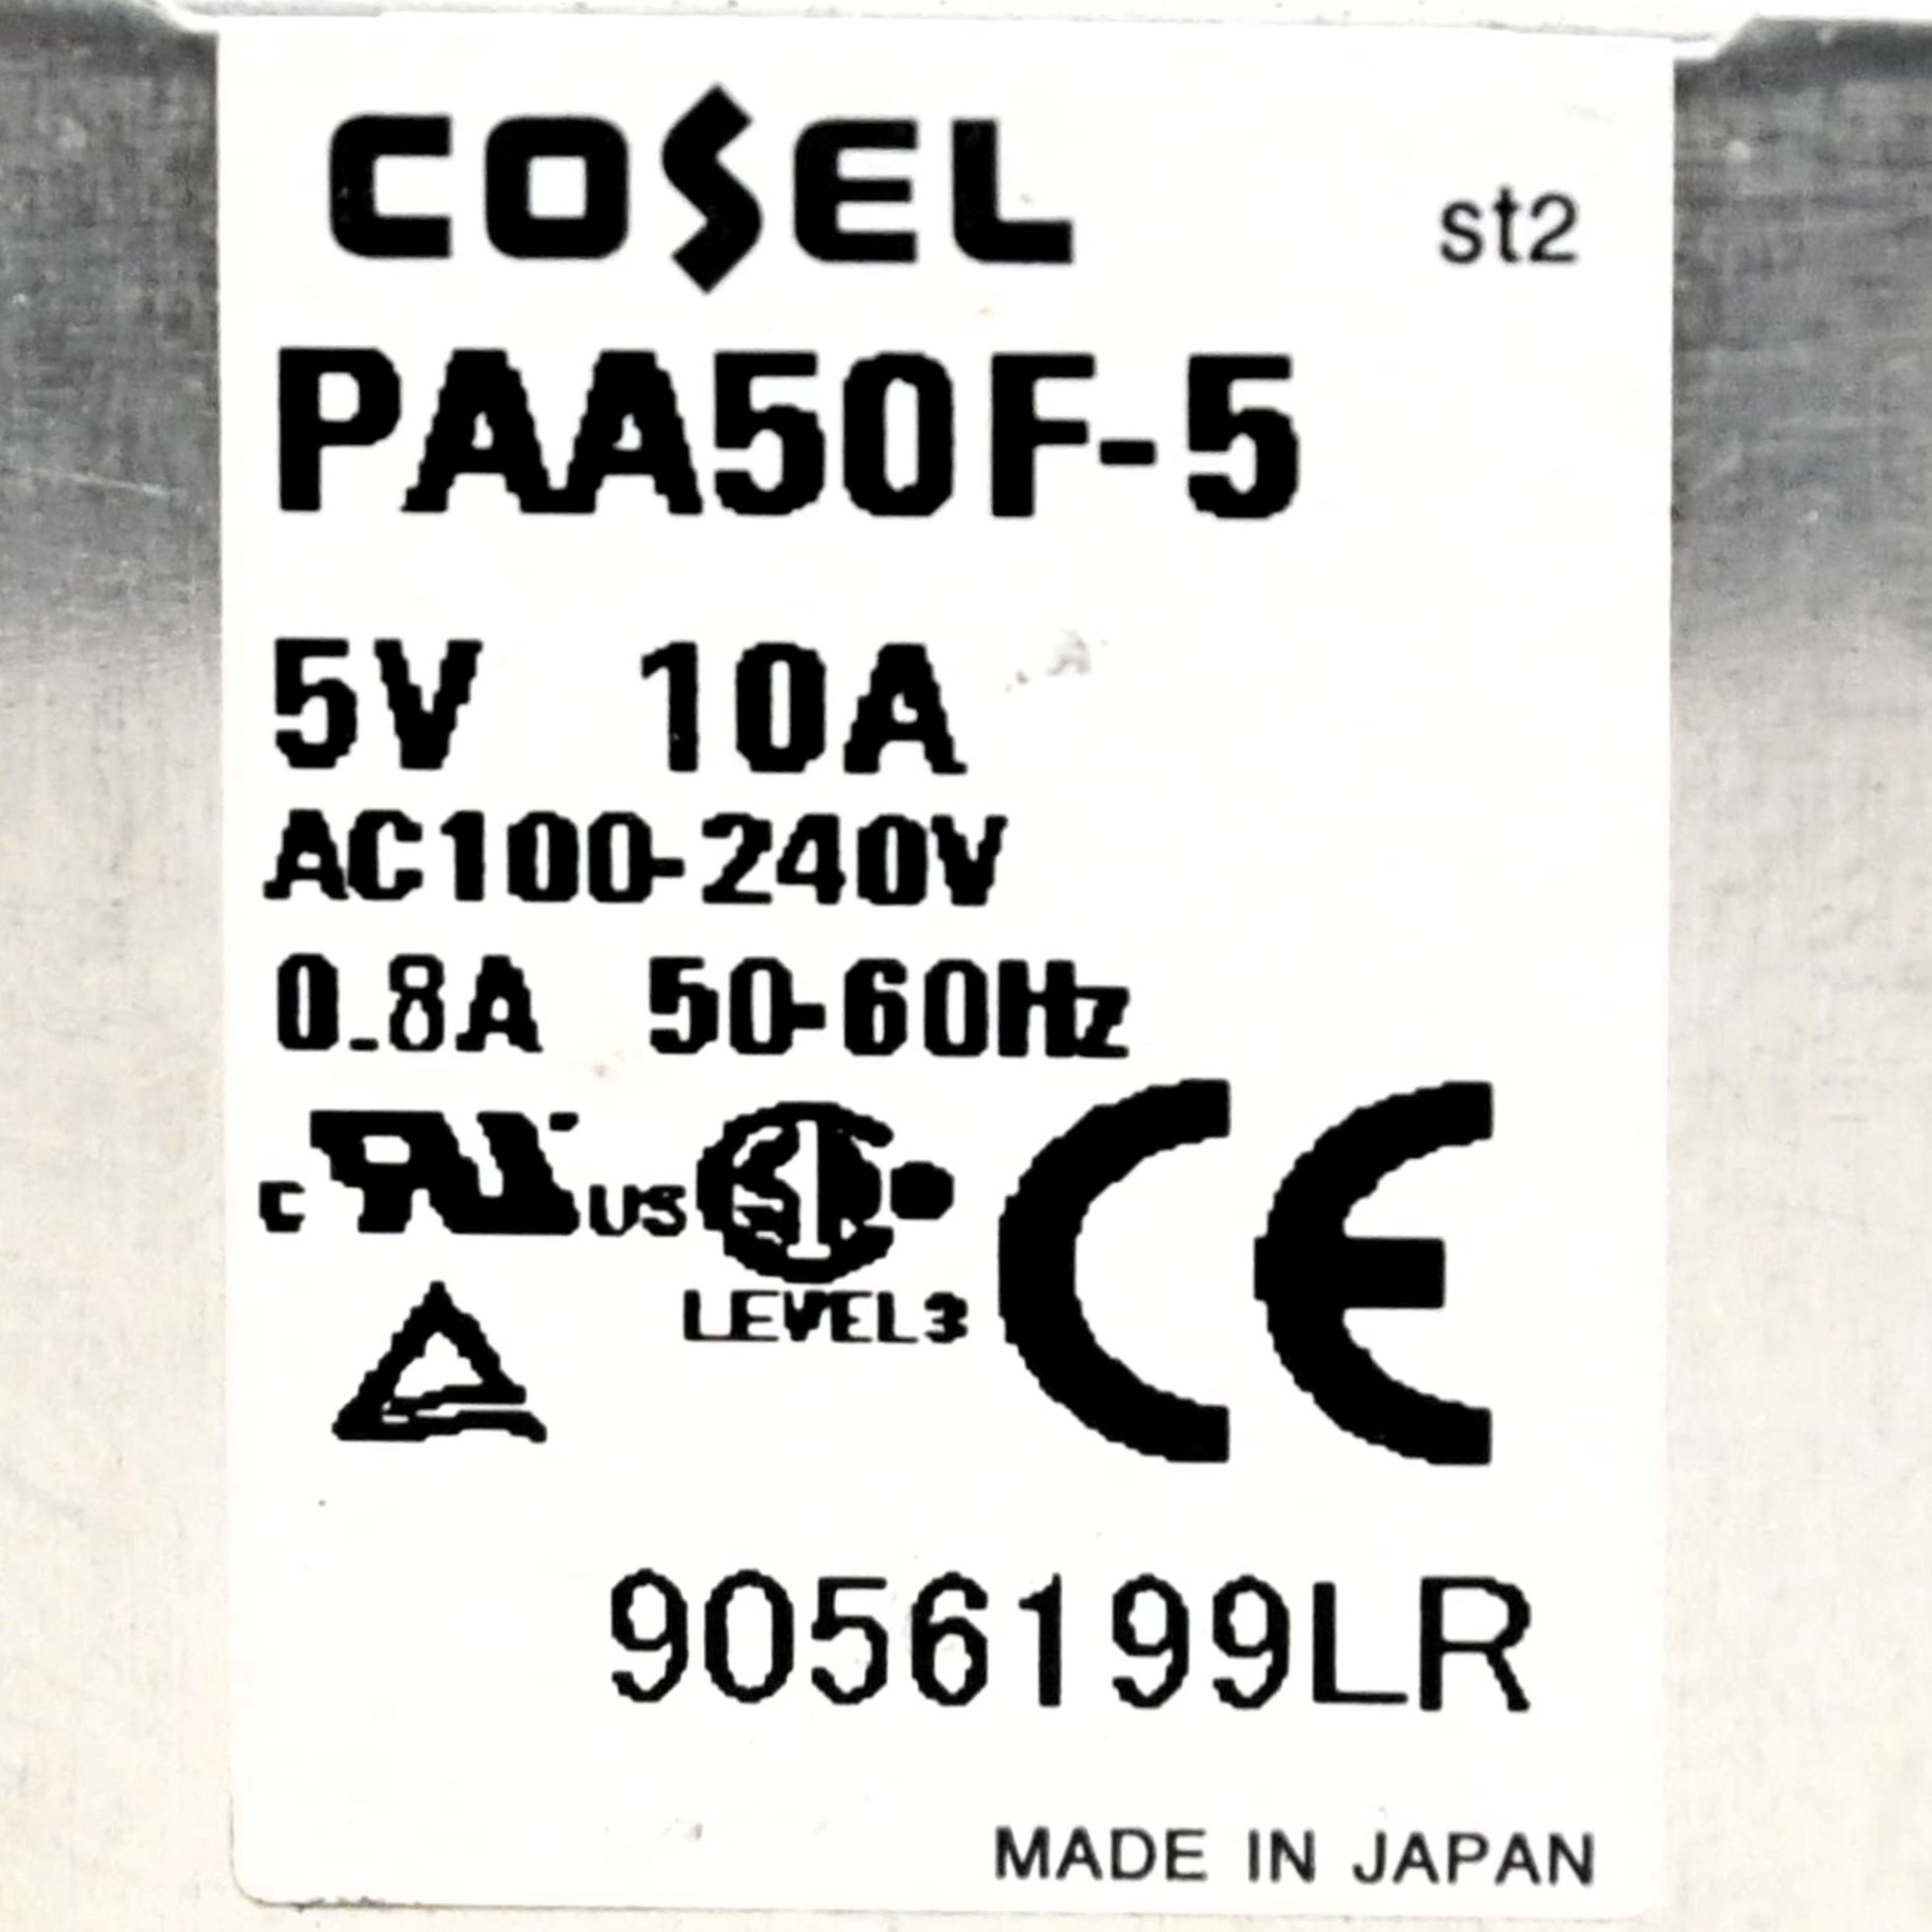 COSEL
st2
PAA50F-5
5V 10A
AC100-240V
0.8A 50-60Hz
c RU US
LEVEL3
CE
9056199LR
MADE IN JAPAN